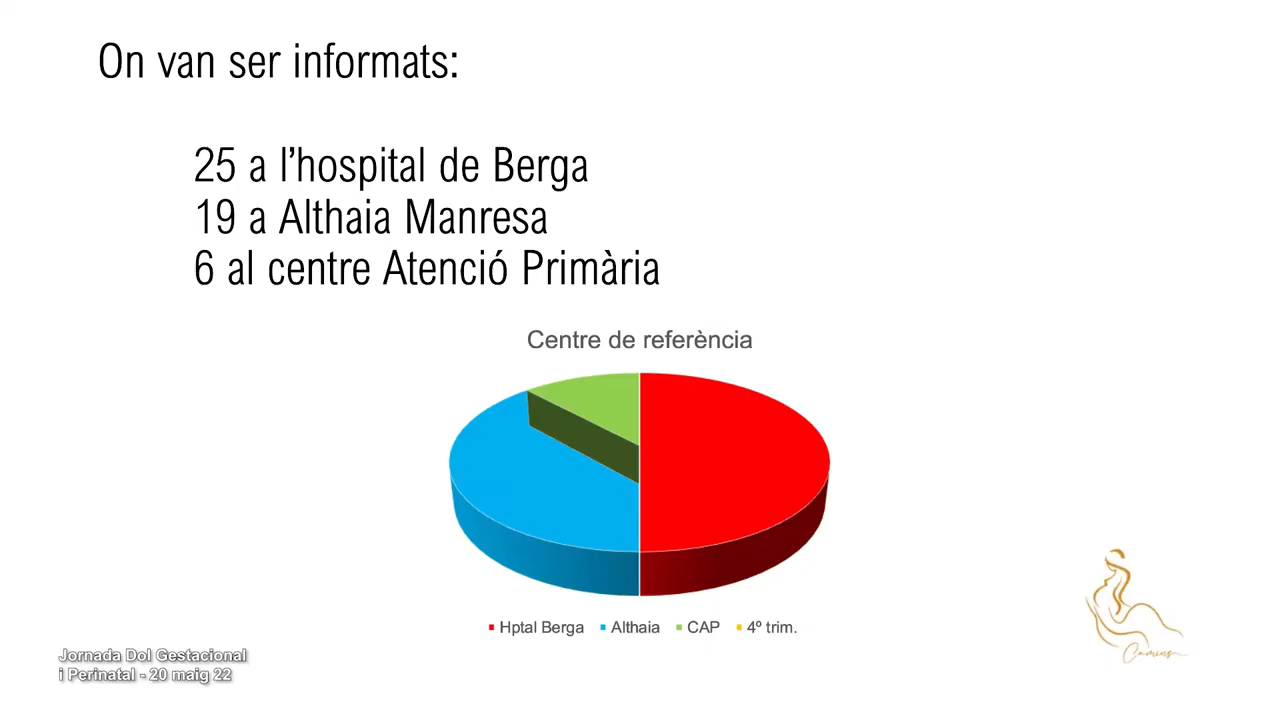 On van ser informats:
25 a l'hospital de Berga
19 a Althaia Manresa
6 al centre Atenció Primària
Centre de referència
Hptal Berga Althaia CAP 4º trim.
Jornada Dol Gestacional
i Perinatal - 20 maig 22
Camins